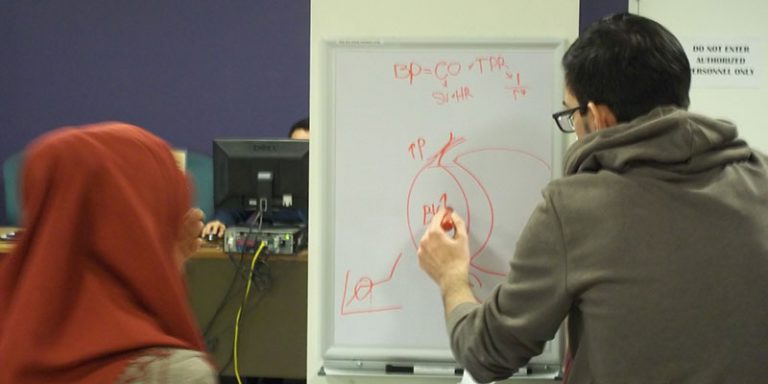 BP = CO × TPR
SV × HR
↑P
DELL
DO NOT ENTER
AUTHORIZED
PERSONNEL ONLY